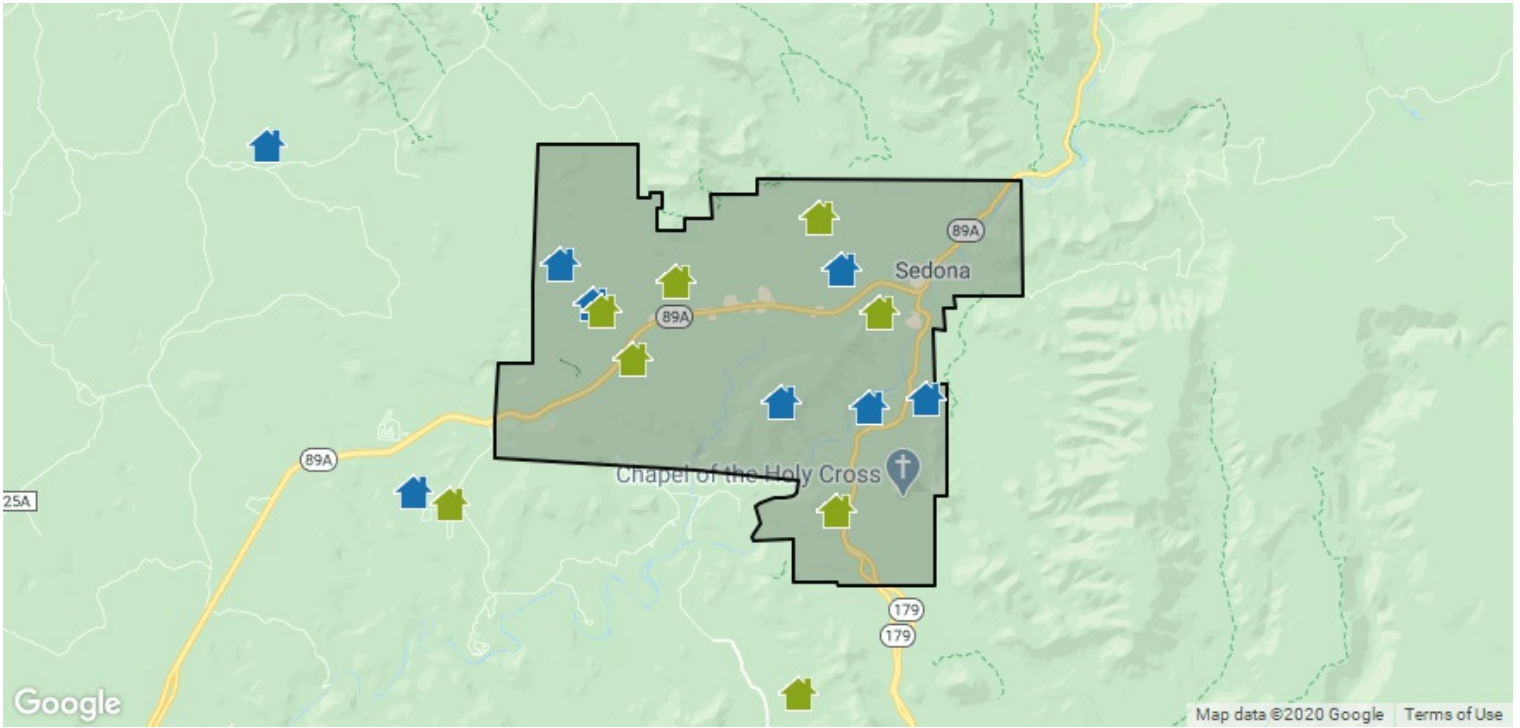 89A
Sedona
89A
89A
Chapel of the Holy Cross
25A
179
179
Google
Map data ©2020 Google
Terms of Use